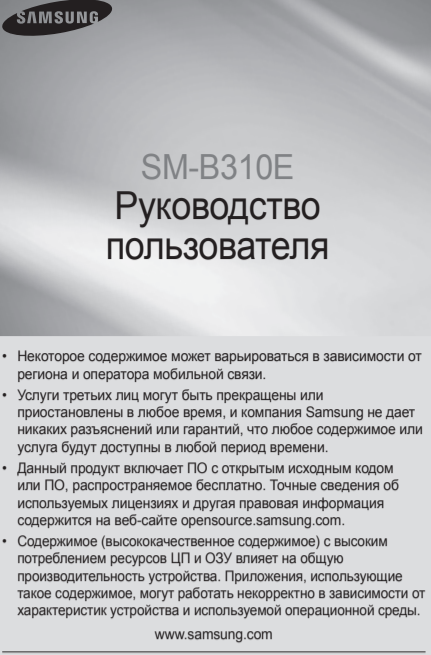 SAMSUNG
SM-B310E
Руководство
пользователя
• Некоторое содержимое может варьироваться в зависимости от
региона и оператора мобильной связи.
• Услуги третьих лиц могут быть прекращены или
приостановлены в любое время, и компания Samsung не дает
никаких разъяснений или гарантий, что любое содержимое или
услуга будут доступны в любой период времени.
• Данный продукт включает ПО с открытым исходным кодом
или ПО, распространяемое бесплатно. Точные сведения об
используемых лицензиях и другая правовая информация
содержится на веб-сайте opensource.samsung.com.
• Содержимое (высококачественное содержимое) с высоким
потреблением ресурсов ЦП и ОЗУ влияет на общую
производительность устройства. Приложения, использующие
такое содержимое, могут работать некорректно в зависимости от
характеристик устройства и используемой операционной среды.
www.samsung.com